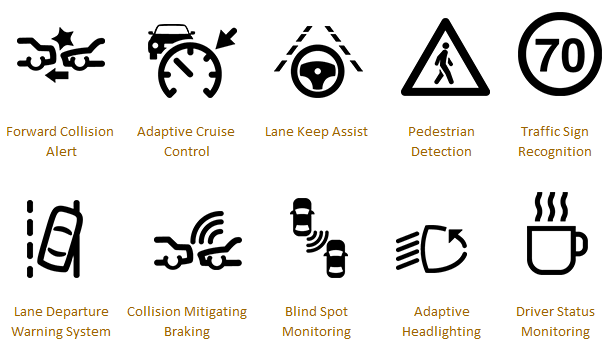 70
Forward Collision
Alert
Adaptive Cruise
Control
Lane Keep Assist
Pedestrian
Detection
Traffic Sign
Recognition
Lane Departure
Warning System
Collision Mitigating
Braking
Blind Spot
Monitoring
Adaptive
Headlighting
Driver Status
Monitoring